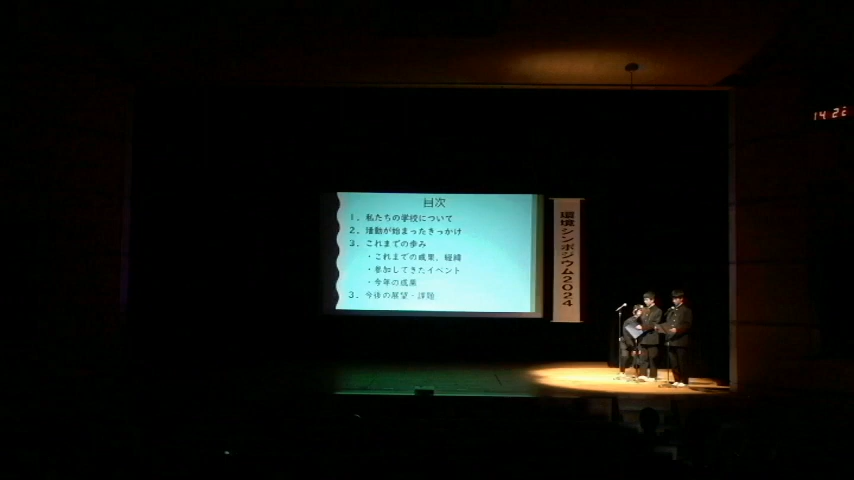 目次
1. 私たちの学校について
2. 活動が始まったきっかけ
3. これまでの歩み
・これまでの成果、経緯
・参加してきたイベント
・今年の成果
3. 今後の展望・課題
環境シンポジウム2024
14:22